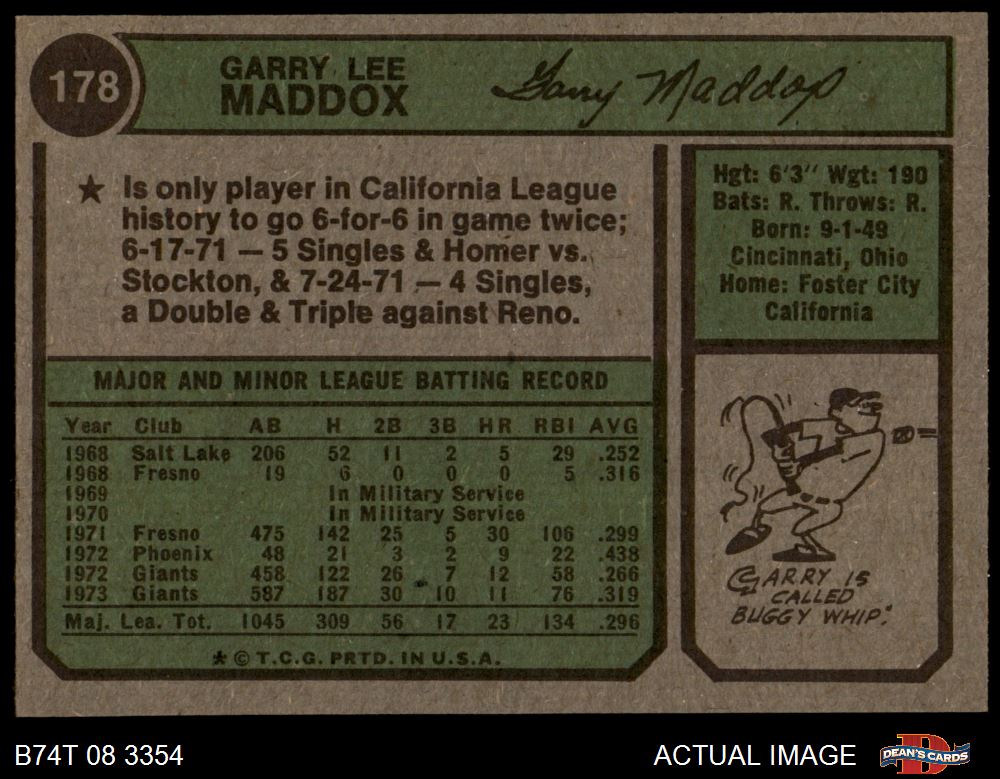 178
GARRY LEE
MADDOX
Garry Maddox
★ Is only player in California League
history to go 6-for-6 in game twice;
6-17-71 — 5 Singles & Homer vs.
Stockton, & 7-24-71 — 4 Singles,
a Double & Triple against Reno.
Hgt: 6'3" Wgt: 190
Bats: R. Throws: R.
Born: 9-1-49
Cincinnati, Ohio
Home: Foster City
California
MAJOR AND MINOR LEAGUE BATTING RECORD
Year Club AB H 2B 3B HR RBI AVG
1968 Salt Lake 206 52 11 2 5 29 .252
1968 Fresno 19 6 0 0 0 5 .316
1969 In Military Service
1970 In Military Service
1971 Fresno 475 142 25 5 30 106 .299
1972 Phoenix 48 21 3 2 9 22 .438
1972 Giants 458 122 26 7 12 58 .266
1973 Giants 587 187 30 10 11 76 .319
Maj. Lea. Tot. 1045 309 56 17 23 134 .296
* © T.C.G. PRTD. IN U.S.A.
GARRY IS
CALLED
BUGGY WHIP."
B74T 08 3354
ACTUAL IMAGE
DEAN'S CARDS